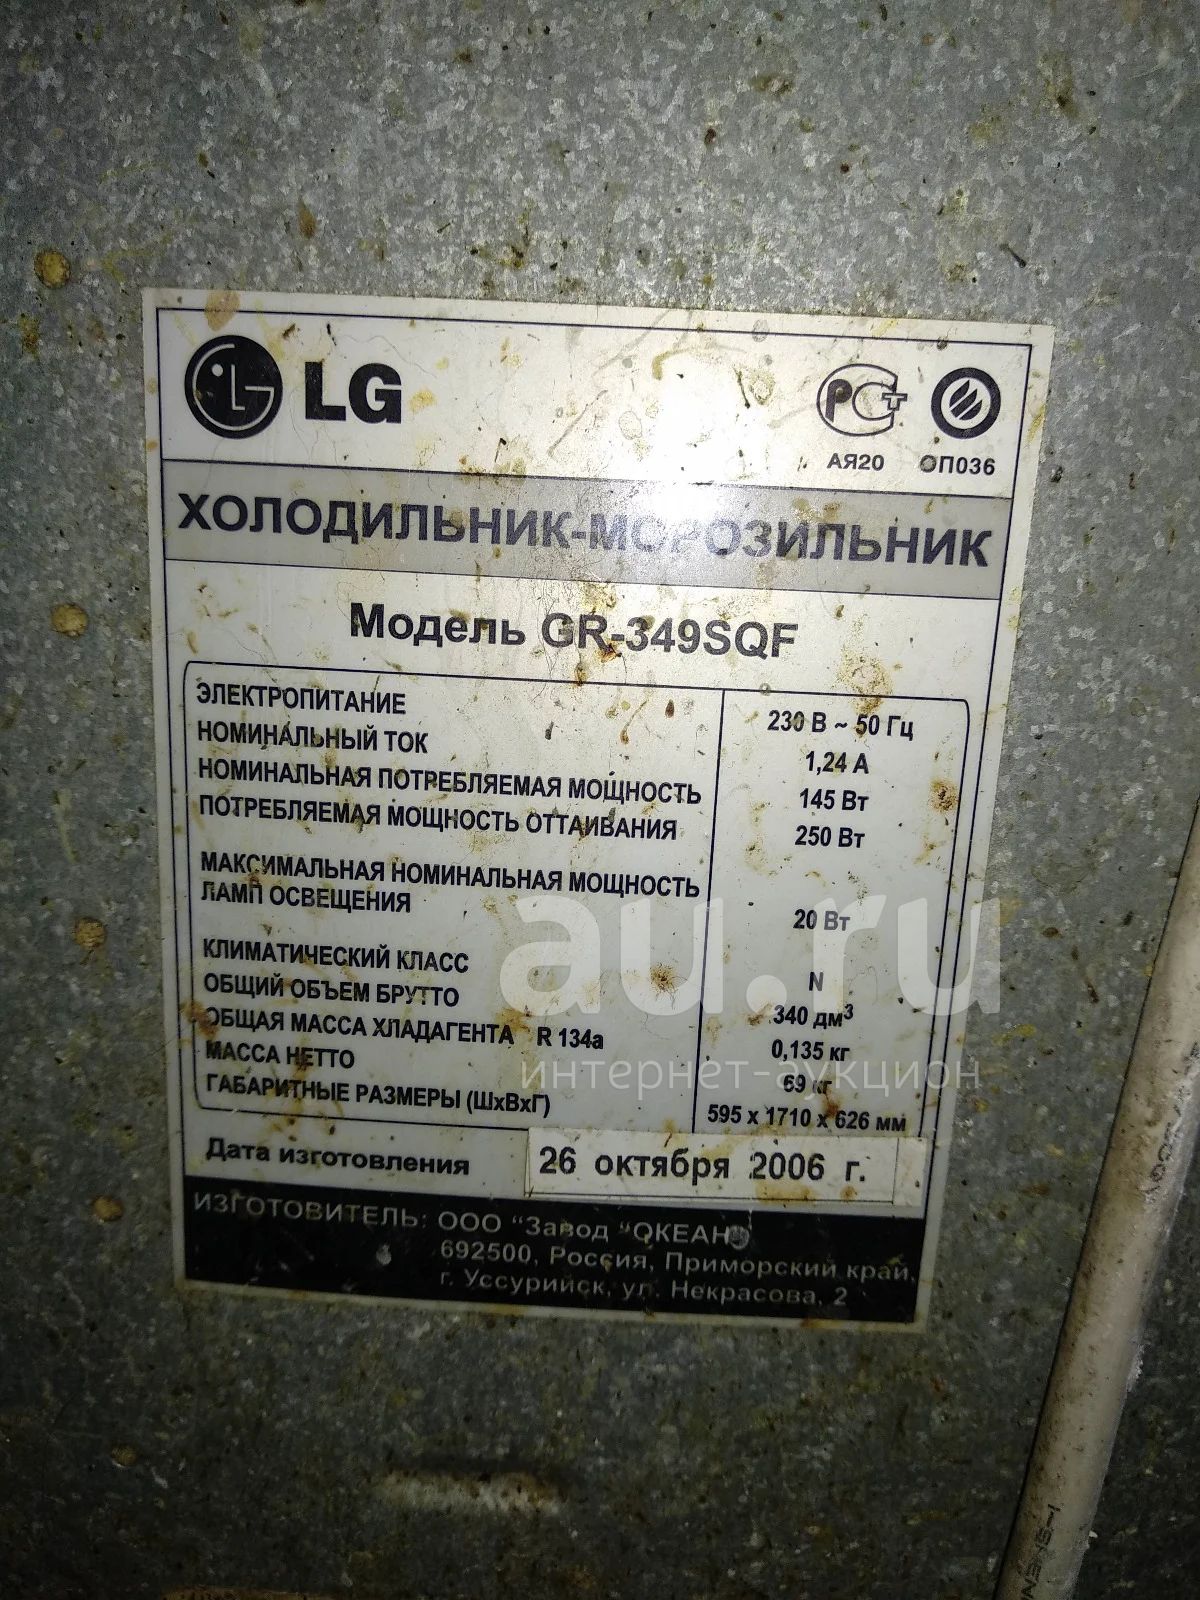 LG
РСТ
АЯ20 ОП036
ХОЛОДИЛЬНИК-МОРОЗИЛЬНИК
Модель GR-349SQF
ЭЛЕКТРОПИТАНИЕ 230 В ~ 50 Гц
НОМИНАЛЬНЫЙ ТОК 1,24 А
НОМИНАЛЬНАЯ ПОТРЕБЛЯЕМАЯ МОЩНОСТЬ 145 Вт
ПОТРЕБЛЯЕМАЯ МОЩНОСТЬ ОТТАИВАНИЯ 250 Вт
МАКСИМАЛЬНАЯ НОМИНАЛЬНАЯ МОЩНОСТЬ
ЛАМП ОСВЕЩЕНИЯ 20 Вт
КЛИМАТИЧЕСКИЙ КЛАСС N
ОБЩИЙ ОБЪЕМ БРУТТО 340 дм³
ОБЩАЯ МАССА ХЛАДАГЕНТА R 134a 0,135 кг
МАССА НЕТТО 69 кг
ГАБАРИТНЫЕ РАЗМЕРЫ (ШхВхГ) 595 x 1710 x 626 мм
Дата изготовления 26 октября 2006 г.
ИЗГОТОВИТЕЛЬ: ООО "Завод "ОКЕАН"
692500, Россия, Приморский край,
г. Уссурийск, ул. Некрасова, 2
au.ru
интернет-аукцион